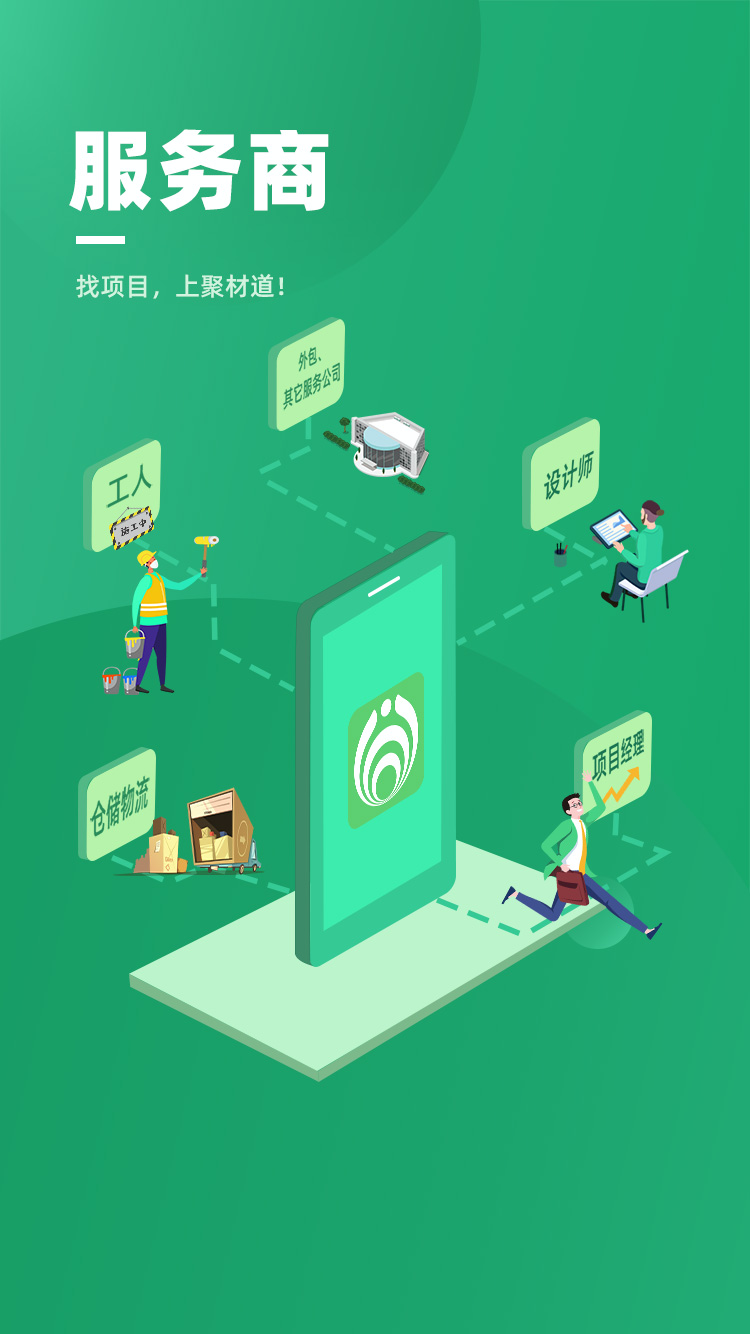 服务商
找项目，上聚材道！
外包、
其它服务公司
工人
施工中
设计师
项目经理
仓储物流